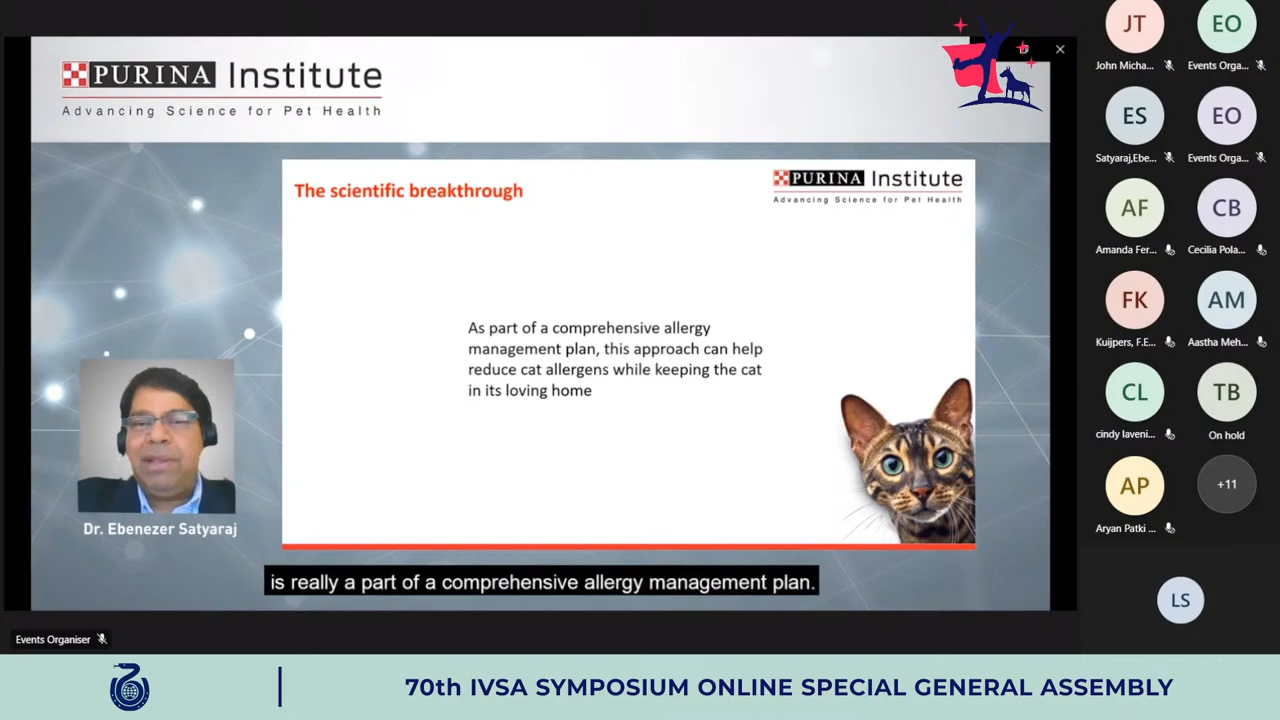 PURINA Institute
Advancing Science for Pet Health
The scientific breakthrough
PURINA Institute
Advancing Science for Pet Health
As part of a comprehensive allergy
management plan, this approach can help
reduce cat allergens while keeping the cat
in its loving home
Dr. Ebenezer Satyaraj
is really a part of a comprehensive allergy management plan.
Events Organiser
JT
EO
John Micha...
Events Orga...
ES
EO
Satyaraj,Ebe...
Events Orga...
AF
CB
Amanda Fer...
Cecilia Pola...
FK
AM
Kuijpers, F.E...
Aastha Meh...
CL
TB
cindy laveni...
On hold
AP
+11
Aryan Patki ...
LS
70th IVSA SYMPOSIUM ONLINE SPECIAL GENERAL ASSEMBLY